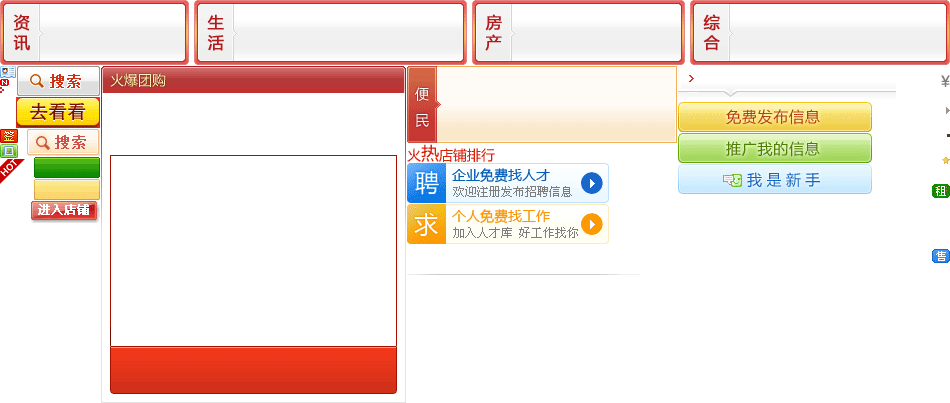 资讯
生活
房产
综合
搜索
去看看
搜索
签
HOT
进入店铺
火爆团购
便民
火热店铺排行
聘
企业免费找人才
欢迎注册发布招聘信息
求
个人免费找工作
加入人才库 好工作找你
>
免费发布信息
推广我的信息
我是新手
¥
租
售